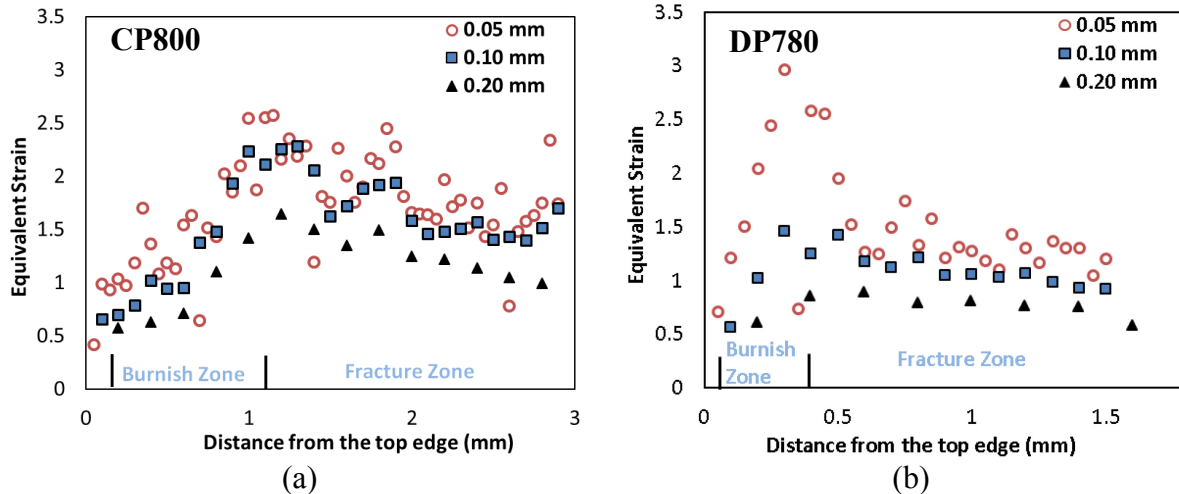 CP800
0.05 mm
0.10 mm
0.20 mm
3.5
3
2.5
2
1.5
1
0.5
0
Equivalent Strain
Burnish Zone
Fracture Zone
0
1
2
3
Distance from the top edge (mm)
(a)
DP780
0.05 mm
0.10 mm
0.20 mm
3.5
3
2.5
2
1.5
1
0.5
0
Equivalent Strain
Burnish
Zone
Fracture Zone
0
0.5
1
1.5
Distance from the top edge (mm)
(b)